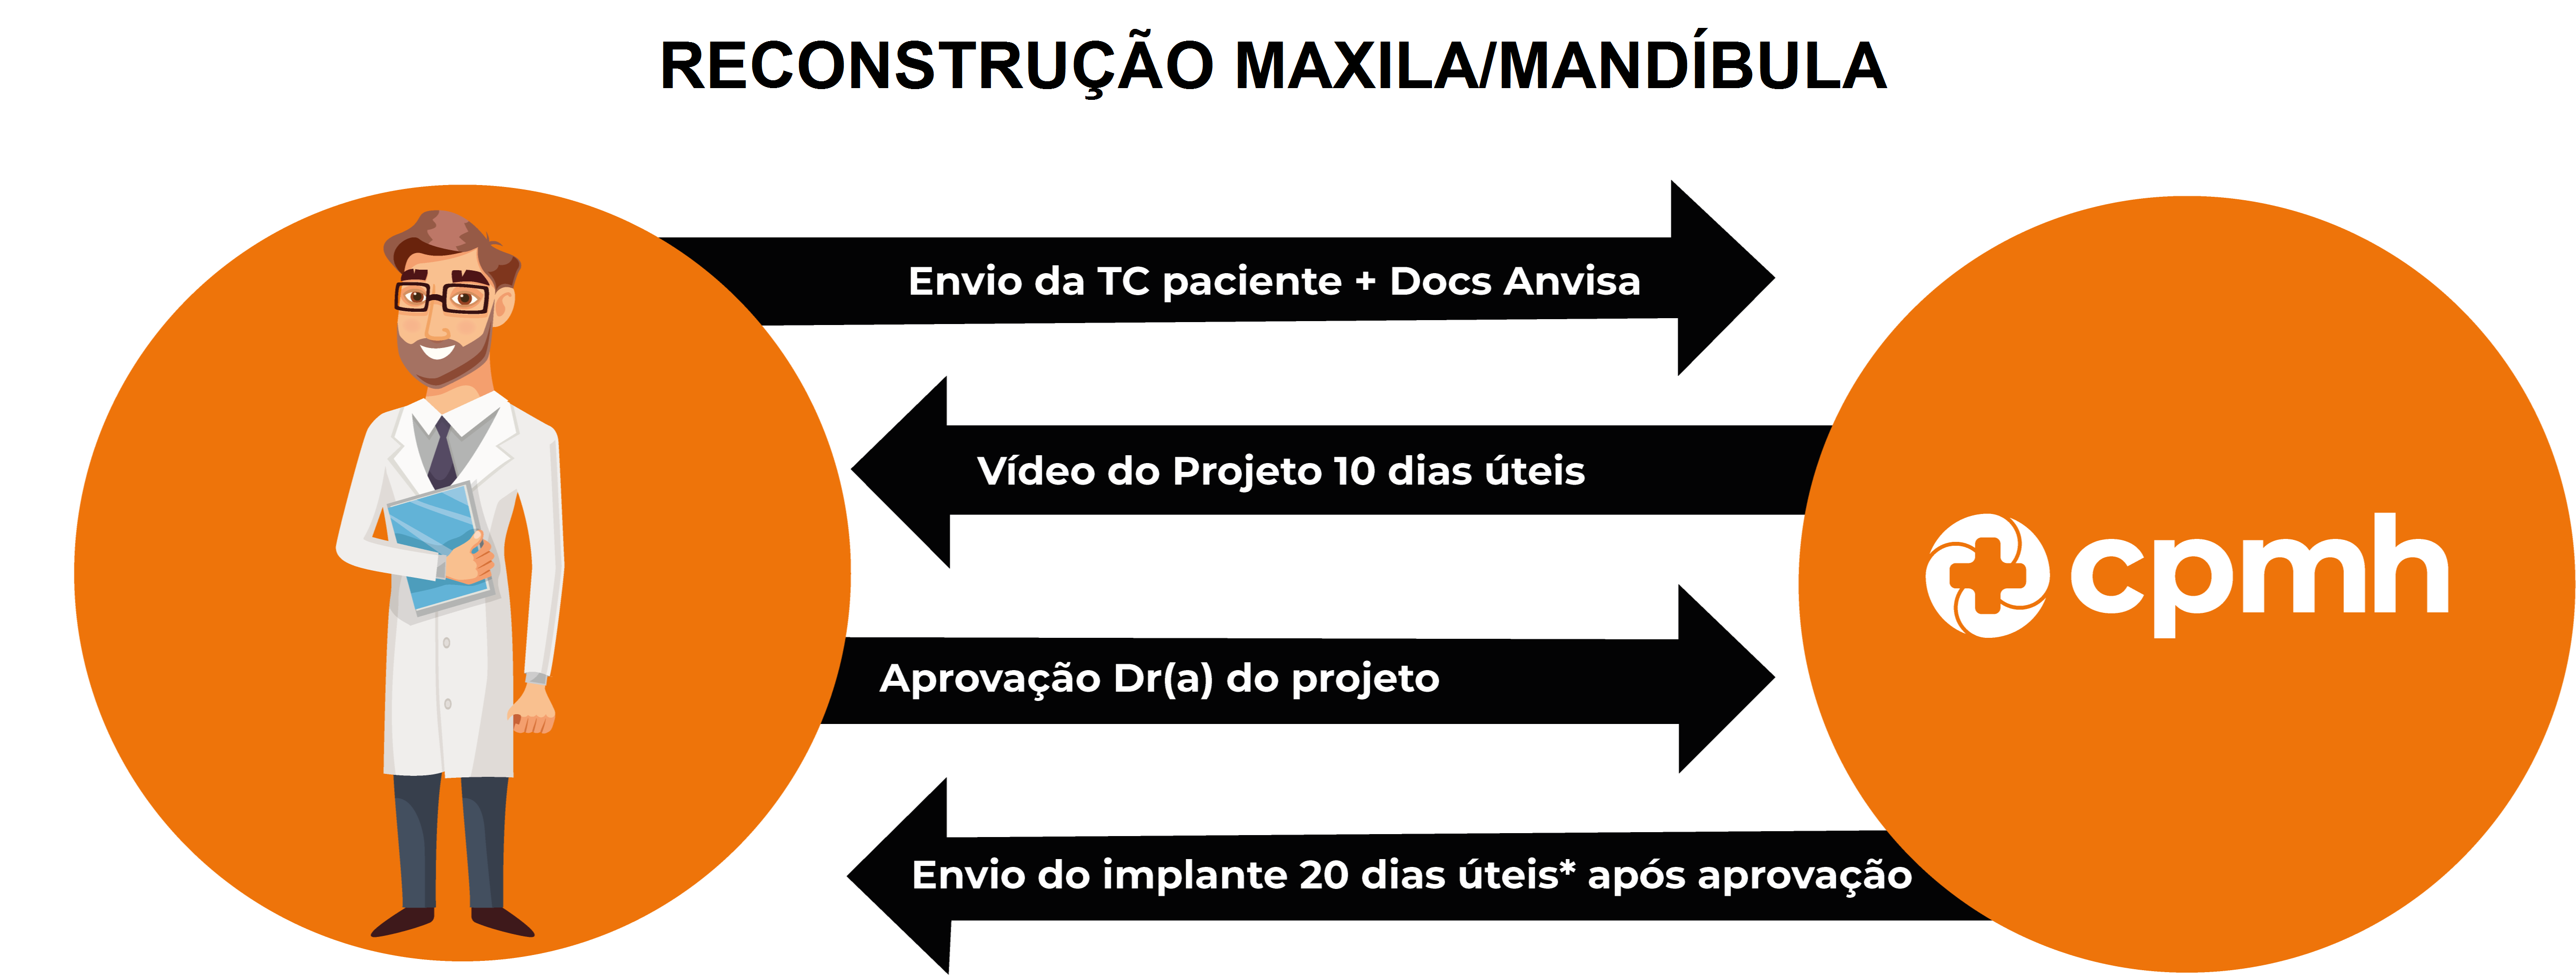 RECONSTRUÇÃO MAXILA/MANDÍBULA
Envio da TC paciente + Docs Anvisa
Vídeo do Projeto 10 dias úteis
cpmh
Aprovação Dr(a) do projeto
Envio do implante 20 dias úteis* após aprovação